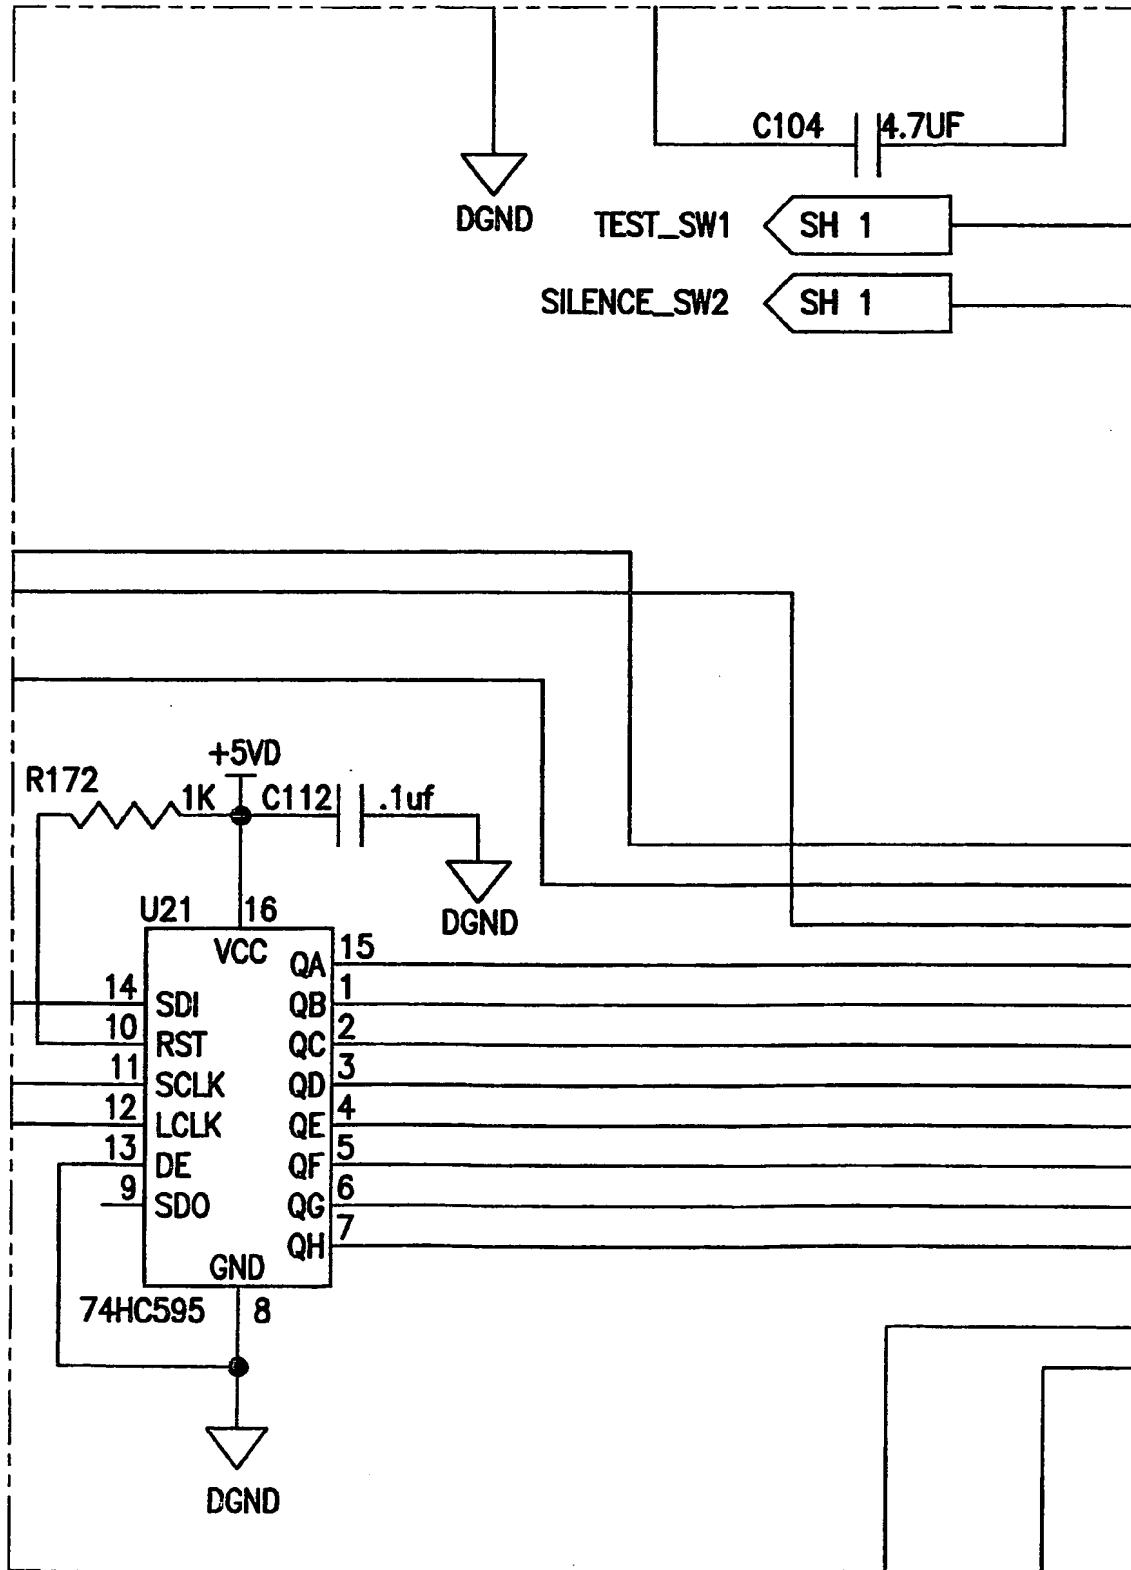 C104 4.7UF
DGND
TEST_SW1 SH 1
SILENCE_SW2 SH 1
+5VD
R172 1K C112 .1uf
DGND
U21 16
VCC
QA 15
14 SDI QB 1
10 RST QC 2
11 SCLK QD 3
12 LCLK QE 4
13 DE QF 5
9 SDO QG 6
QH 7
GND
74HC595 8
DGND